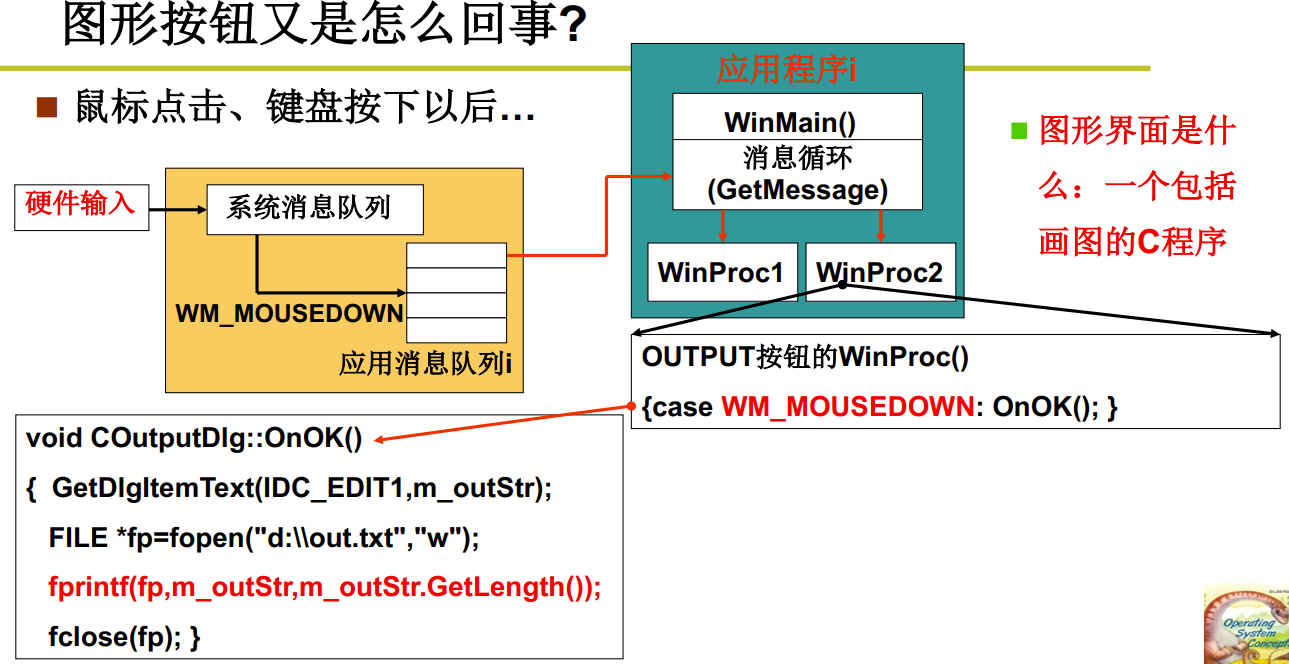 图形按钮又是怎么回事?
鼠标点击、键盘按下以后…
硬件输入
系统消息队列
WM_MOUSEDOWN
应用消息队列i
应用程序i
WinMain()
消息循环
(GetMessage)
WinProc1
WinProc2
图形界面是什
么：一个包括
画图的C程序
OUTPUT按钮的WinProc()
{case WM_MOUSEDOWN: OnOK(); }
void COutputDlg::OnOK()
{ GetDlgItemText(IDC_EDIT1,m_outStr);
FILE *fp=fopen("d:\\out.txt","w");
fprintf(fp,m_outStr,m_outStr.GetLength());
fclose(fp); }
Operating
System
Concepts